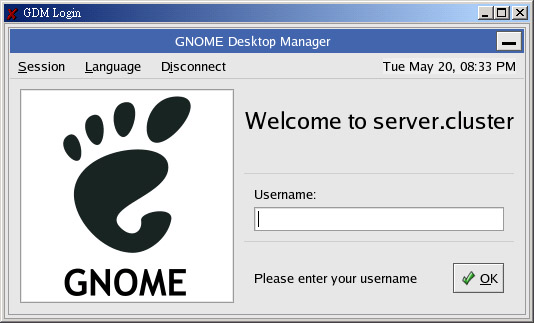 GDM Login
GNOME Desktop Manager
Session Language Disconnect Tue May 20, 08:33 PM
Welcome to server.cluster
GNOME
Username:
Please enter your username OK